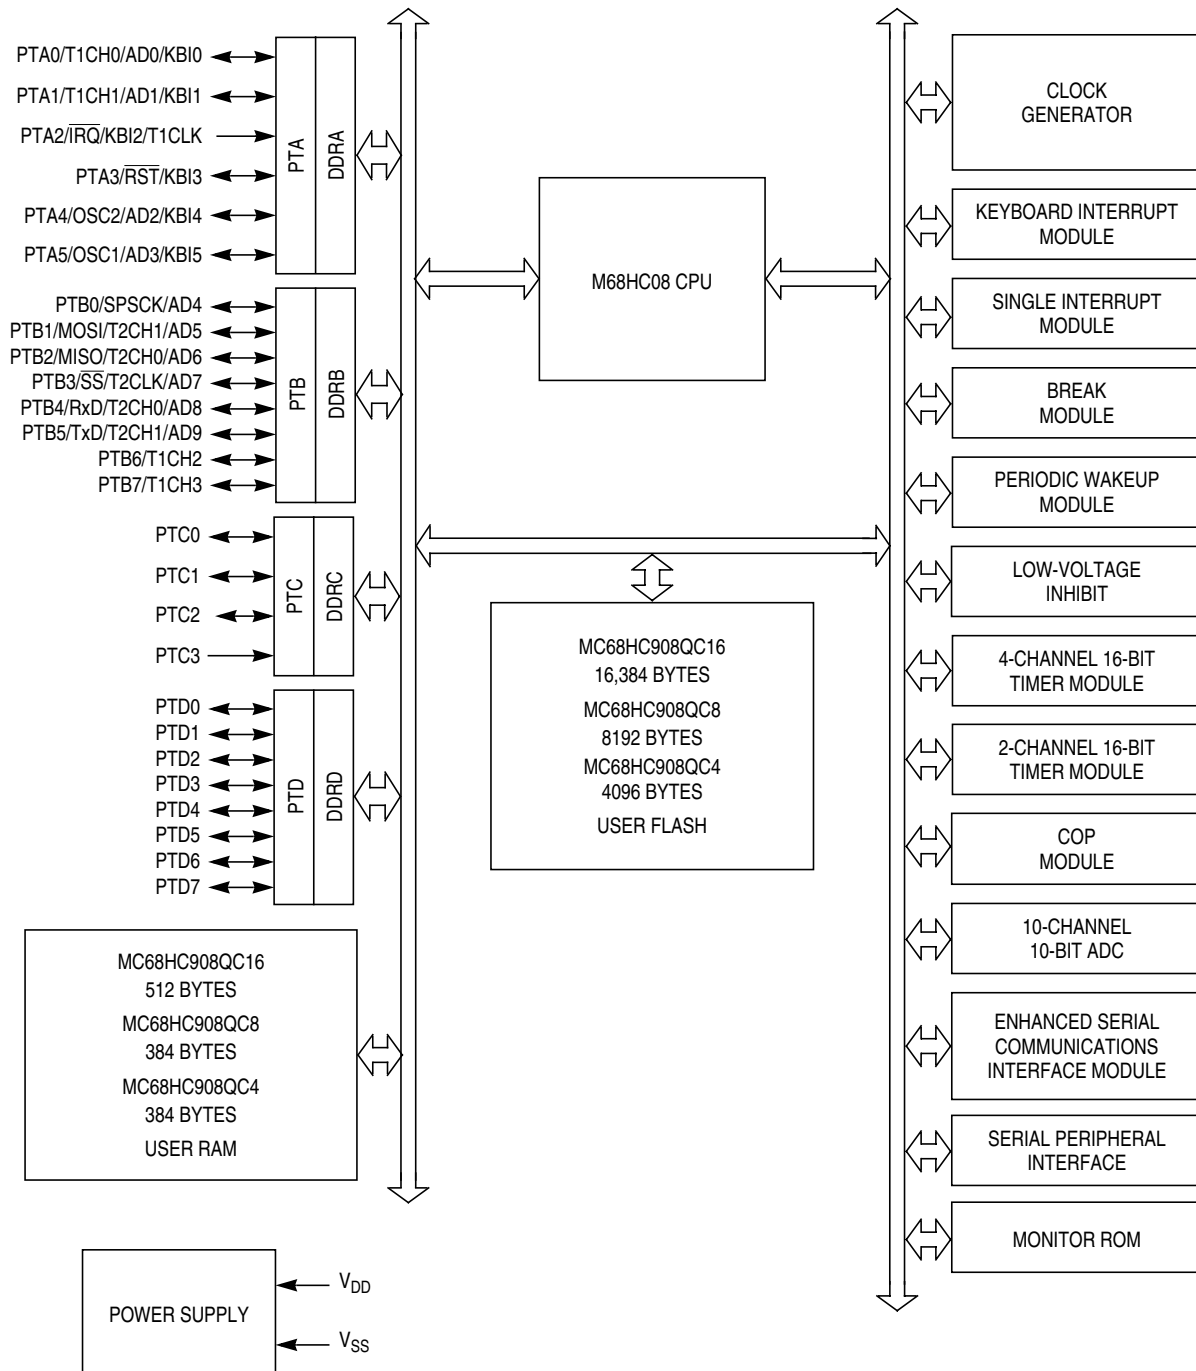 PTA0/T1CH0/AD0/KBI0
PTA1/T1CH1/AD1/KBI1
PTA2/I̅R̅Q̅/KBI2/T1CLK
PTA3/R̅S̅T̅/KBI3
PTA4/OSC2/AD2/KBI4
PTA5/OSC1/AD3/KBI5
PTA
DDRA
PTB0/SPSCK/AD4
PTB1/MOSI/T2CH1/AD5
PTB2/MISO/T2CH0/AD6
PTB3/S̅S̅/T2CLK/AD7
PTB4/RxD/T2CH0/AD8
PTB5/TxD/T2CH1/AD9
PTB6/T1CH2
PTB7/T1CH3
PTB
DDRB
PTC0
PTC1
PTC2
PTC3
PTC
DDRC
PTD0
PTD1
PTD2
PTD3
PTD4
PTD5
PTD6
PTD7
PTD
DDRD
MC68HC908QC16
512 BYTES
MC68HC908QC8
384 BYTES
MC68HC908QC4
384 BYTES
USER RAM
POWER SUPPLY
VDD
VSS
M68HC08 CPU
MC68HC908QC16
16,384 BYTES
MC68HC908QC8
8192 BYTES
MC68HC908QC4
4096 BYTES
USER FLASH
CLOCK
GENERATOR
KEYBOARD INTERRUPT
MODULE
SINGLE INTERRUPT
MODULE
BREAK
MODULE
PERIODIC WAKEUP
MODULE
LOW-VOLTAGE
INHIBIT
4-CHANNEL 16-BIT
TIMER MODULE
2-CHANNEL 16-BIT
TIMER MODULE
COP
MODULE
10-CHANNEL
10-BIT ADC
ENHANCED SERIAL
COMMUNICATIONS
INTERFACE MODULE
SERIAL PERIPHERAL
INTERFACE
MONITOR ROM